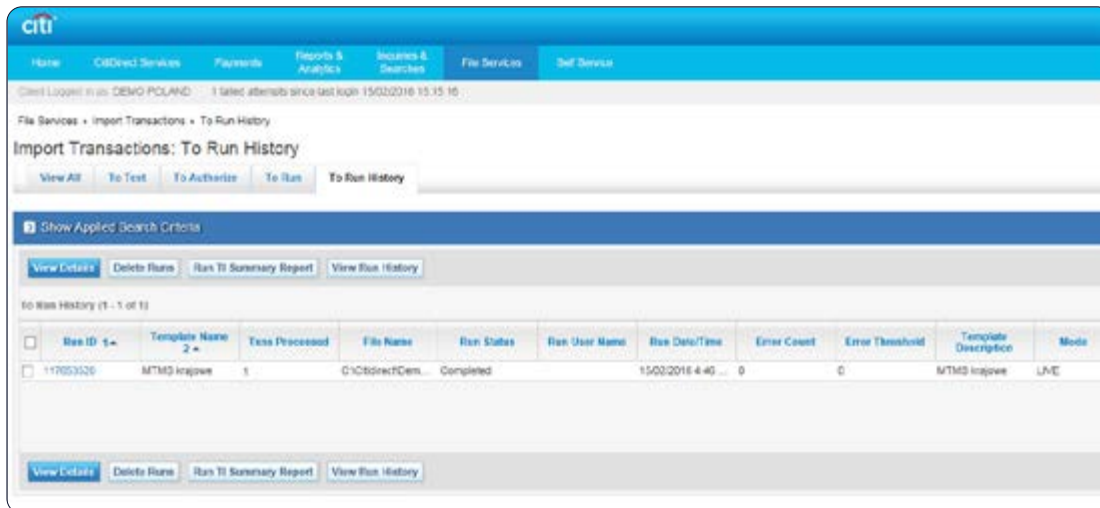 citi
Home CitiDirect Services Payments Reports & Analytics Inquiries & Searches File Services Self Service
Client Logged in as: DEMO POLAND 1 failed attempts since last login 15/02/2016 15:15:16
File Services • Import Transactions • To Run History
Import Transactions: To Run History
View All To Test To Authorize To Run To Run History
Show Applied Search Criteria
View Details Delete Runs Run TI Summary Report View Run History
To Run History (1 - 1 of 1)
Run ID 1 Template Name 2 Txns Processed File Name Run Status Run User Name Run Date/Time Error Count Error Threshold Template Description Mode
MTMS krajowe 1 Completed 15/02/2016 4:46 ... 0 0 MTMS krajowe LIVE
View Details Delete Runs Run TI Summary Report View Run History